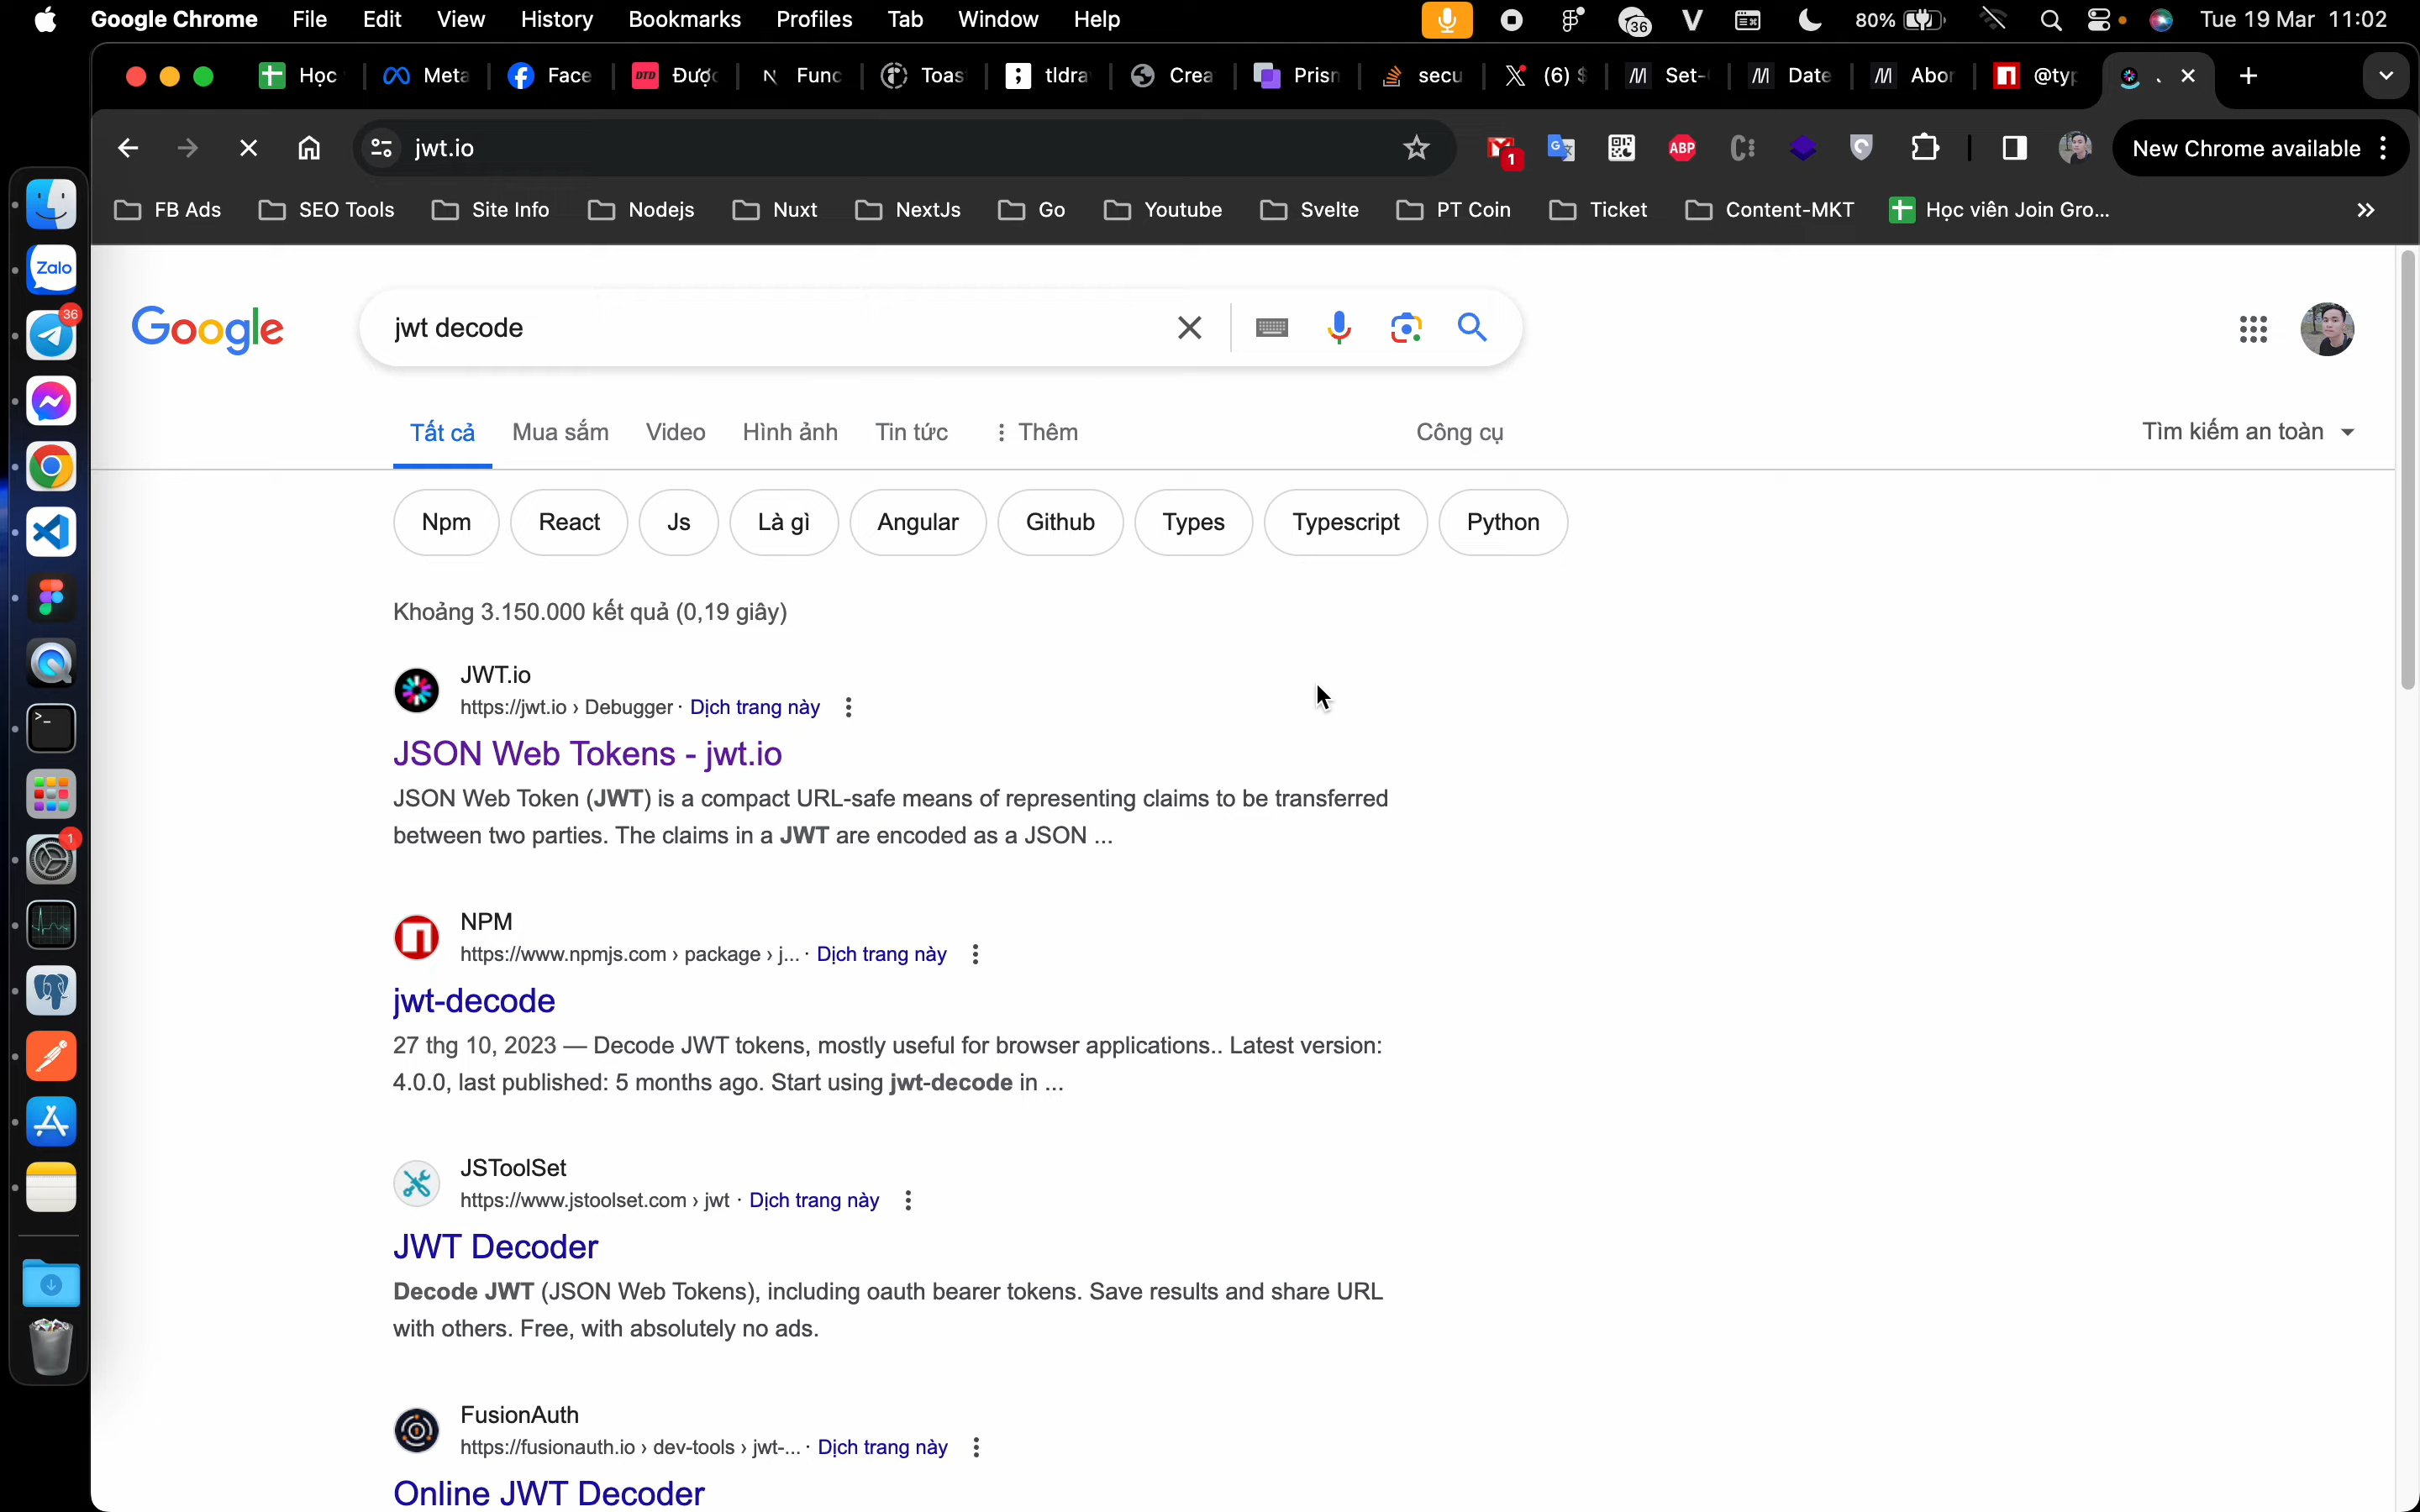 Google Chrome File Edit View History Bookmarks Profiles Tab Window Help 36 80% Tue 19 Mar 11:02
Học Meta Face DTD Được Func Toas tldra Crea Prism secu (6) $ Set- Date Abor @typ
jwt.io 1 ABP New Chrome available
FB Ads SEO Tools Site Info Nodejs Nuxt NextJs Go Youtube Svelte PT Coin Ticket Content-MKT Học viên Join Gro...
Zalo
36
1
Google jwt decode
Tất cả Mua sắm Video Hình ảnh Tin tức Thêm Công cụ Tìm kiếm an toàn
Npm React Js Là gì Angular Github Types Typescript Python
Khoảng 3.150.000 kết quả (0,19 giây)
JWT.io
https://jwt.io › Debugger · Dịch trang này
JSON Web Tokens - jwt.io
JSON Web Token (JWT) is a compact URL-safe means of representing claims to be transferred
between two parties. The claims in a JWT are encoded as a JSON ...
NPM
https://www.npmjs.com › package › j... · Dịch trang này
jwt-decode
27 thg 10, 2023 — Decode JWT tokens, mostly useful for browser applications.. Latest version:
4.0.0, last published: 5 months ago. Start using jwt-decode in ...
JSToolSet
https://www.jstoolset.com › jwt · Dịch trang này
JWT Decoder
Decode JWT (JSON Web Tokens), including oauth bearer tokens. Save results and share URL
with others. Free, with absolutely no ads.
FusionAuth
https://fusionauth.io › dev-tools › jwt-... · Dịch trang này
Online JWT Decoder